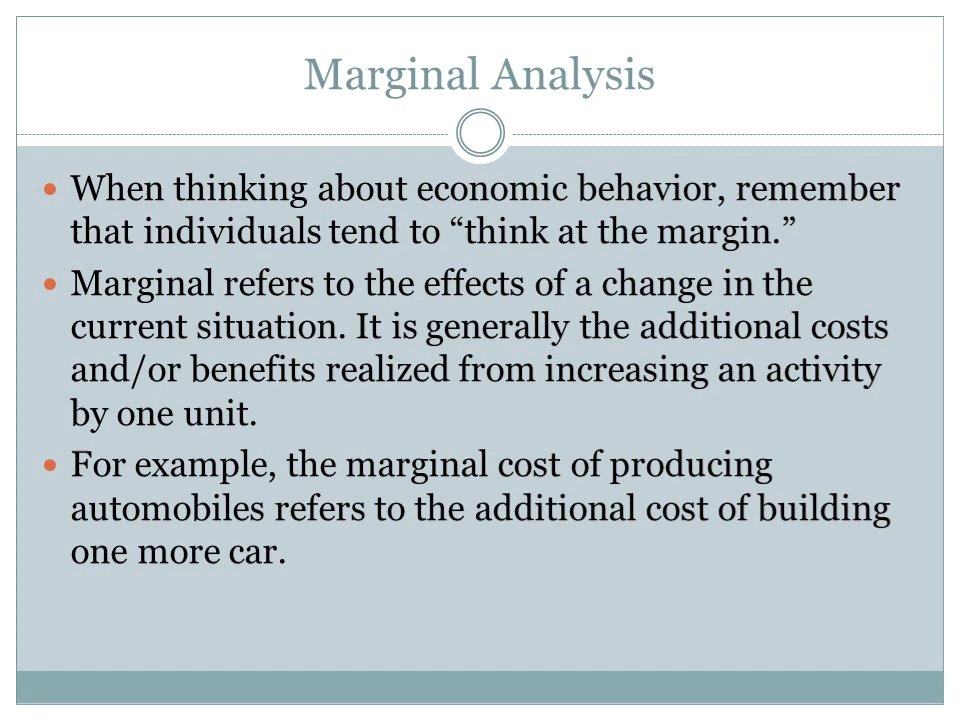 Marginal Analysis
• When thinking about economic behavior, remember
that individuals tend to “think at the margin.”
• Marginal refers to the effects of a change in the
current situation. It is generally the additional costs
and/or benefits realized from increasing an activity
by one unit.
• For example, the marginal cost of producing
automobiles refers to the additional cost of building
one more car.